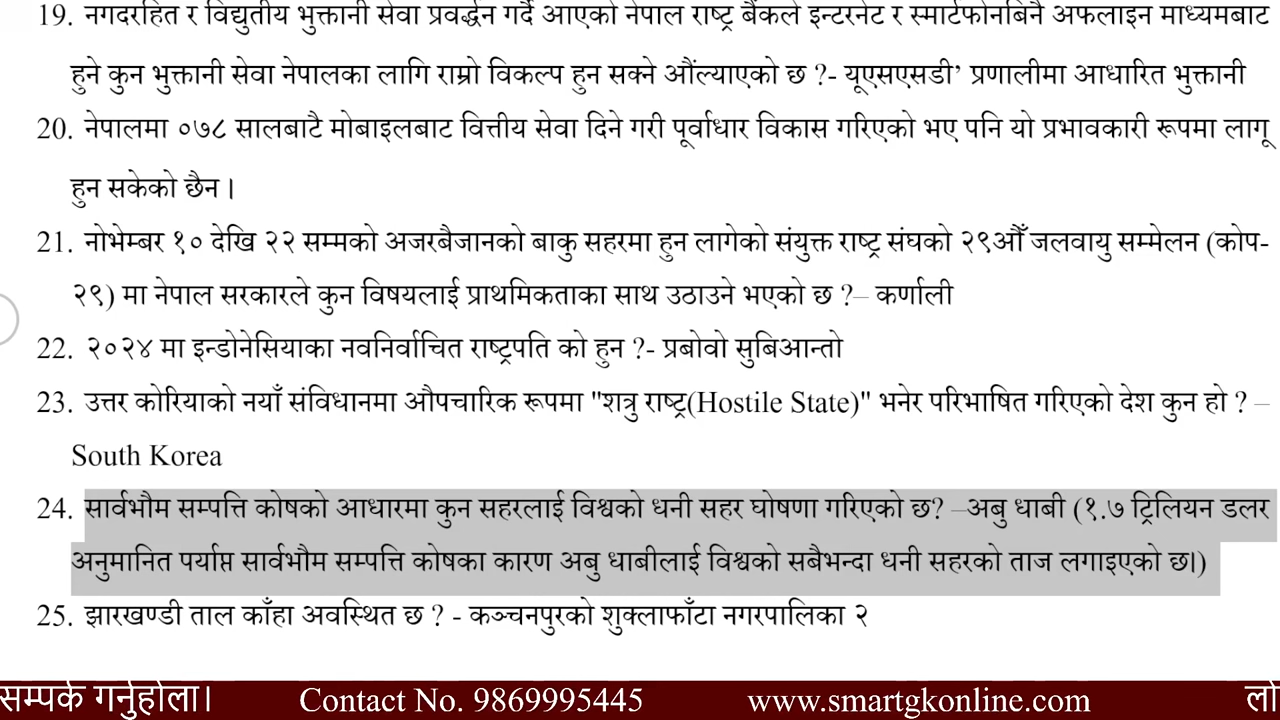 19. नगदरहित र विद्युतीय भुक्तानी सेवा प्रवर्द्धन गर्दै आएको नेपाल राष्ट्र बैंकले इन्टरनेट र स्मार्टफोनबिनै अफलाइन माध्यमबाट
हुने कुन भुक्तानी सेवा नेपालका लागि राम्रो विकल्प हुन सक्ने औंल्याएको छ ?- यूएसएसडी’ प्रणालीमा आधारित भुक्तानी
20. नेपालमा ०७८ सालबाटै मोबाइलबाट वित्तीय सेवा दिने गरी पूर्वाधार विकास गरिएको भए पनि यो प्रभावकारी रूपमा लागू
हुन सकेको छैन ।
21. नोभेम्बर १० देखि २२ सम्मको अजरबैजानको बाकु सहरमा हुन लागेको संयुक्त राष्ट्र संघको २९औँ जलवायु सम्मेलन (कोप-
२९) मा नेपाल सरकारले कुन विषयलाई प्राथमिकताका साथ उठाउने भएको छ ?– कर्णाली
22. २०२४ मा इन्डोनेसियाका नवनिर्वाचित राष्ट्रपति को हुन ?- प्रबोवो सुबिआन्तो
23. उत्तर कोरियाको नयाँ संविधानमा औपचारिक रूपमा "शत्रु राष्ट्र(Hostile State)" भनेर परिभाषित गरिएको देश कुन हो ? –
South Korea
24. सार्वभौम सम्पत्ति कोषको आधारमा कुन सहरलाई विश्वको धनी सहर घोषणा गरिएको छ? –अबु धाबी (१.७ ट्रिलियन डलर
अनुमानित पर्याप्त सार्वभौम सम्पत्ति कोषका कारण अबु धाबीलाई विश्वको सबैभन्दा धनी सहरको ताज लगाइएको छ।)
25. झारखण्डी ताल काँहा अवस्थित छ ? - कञ्चनपुरको शुक्लाफाँटा नगरपालिका २
सम्पर्क गर्नुहोला। Contact No. 9869995445 www.smartgkonline.com लो